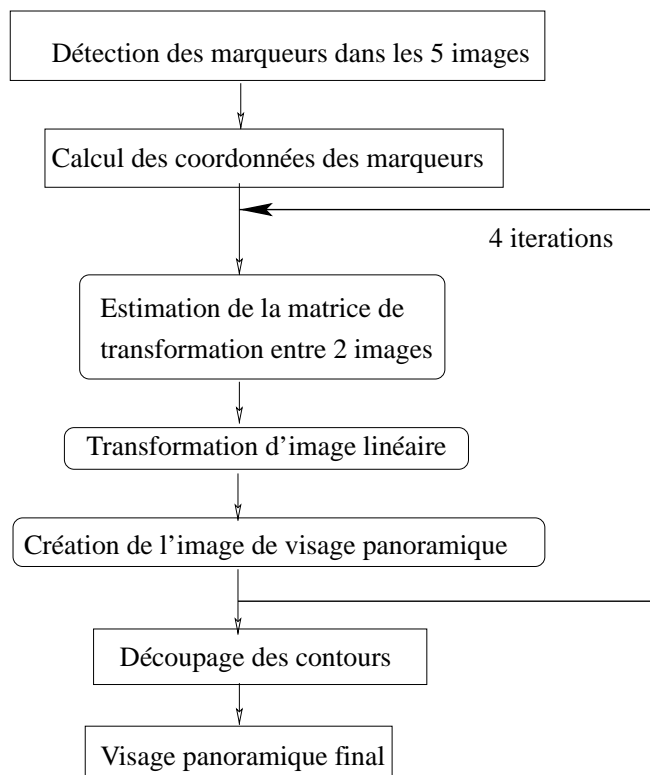 Détection des marqueurs dans les 5 images
Calcul des coordonnées des marqueurs
4 iterations
Estimation de la matrice de
transformation entre 2 images
Transformation d’image linéaire
Création de l’image de visage panoramique
Découpage des contours
Visage panoramique final